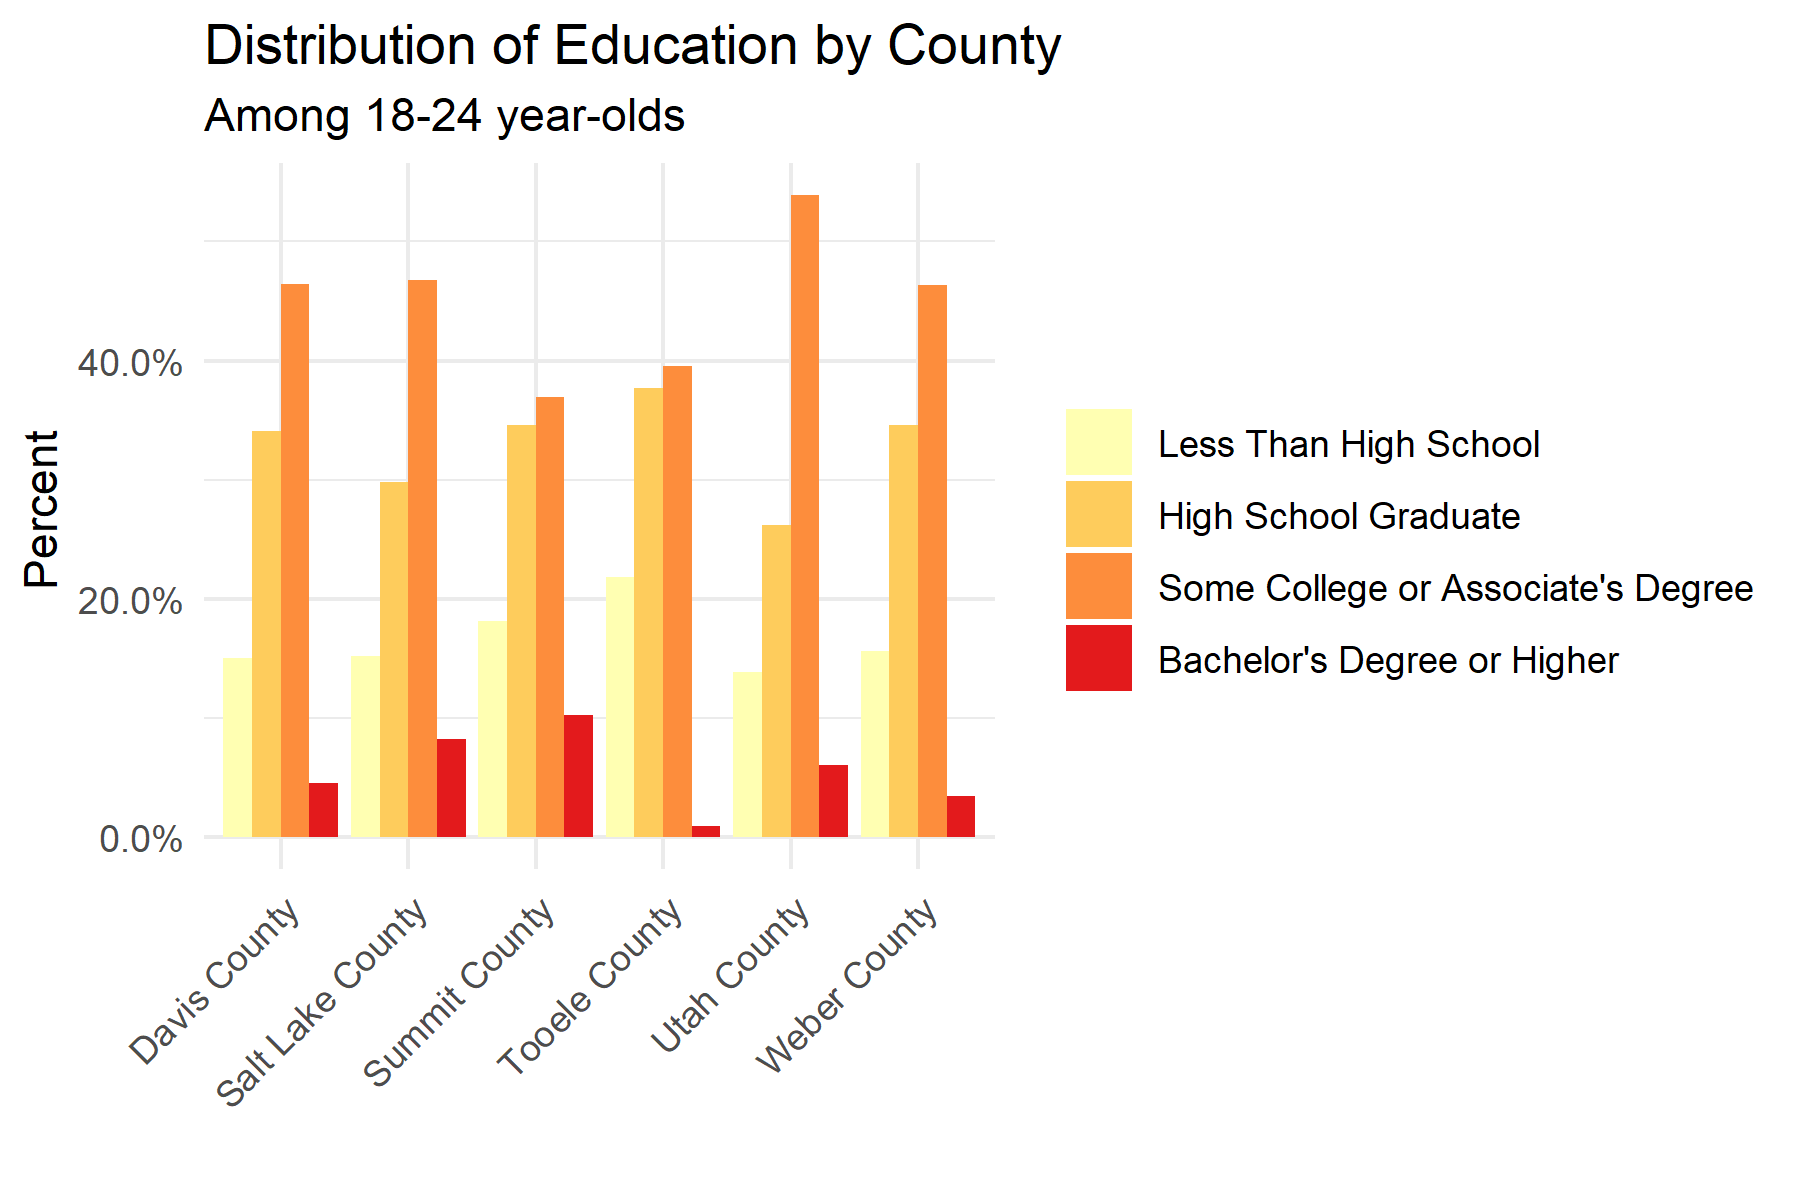 Distribution of Education by County
Among 18-24 year-olds
Percent
40.0%
20.0%
0.0%
Davis County
Salt Lake County
Summit County
Tooele County
Utah County
Weber County
Less Than High School
High School Graduate
Some College or Associate's Degree
Bachelor's Degree or Higher